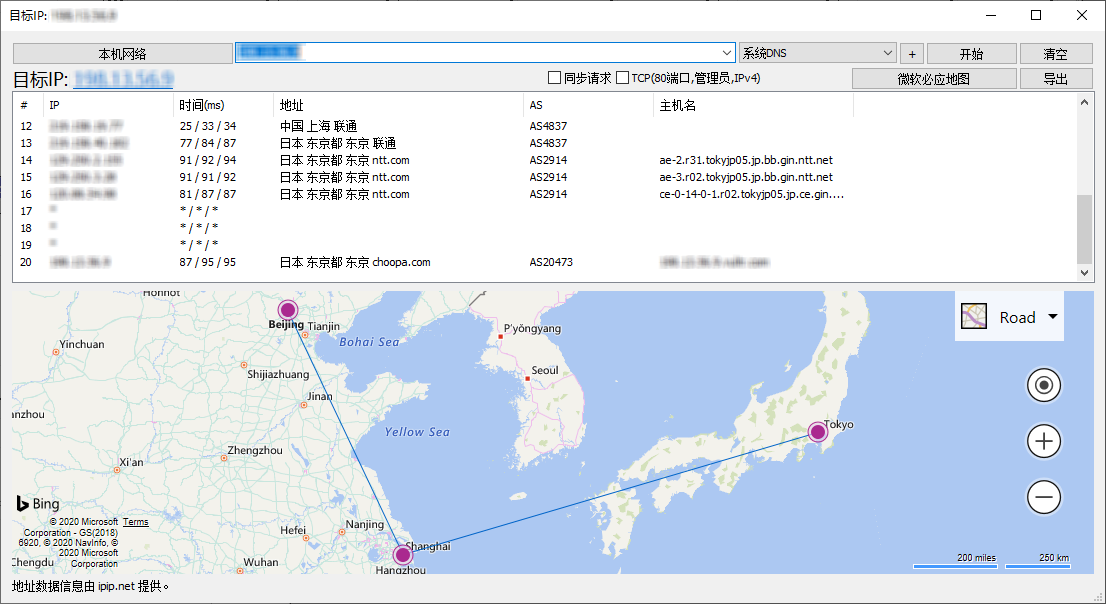 目标IP:
本机网络
系统DNS
+
开始
清空
目标IP:
同步请求
TCP(80端口,管理员,IPv4)
微软必应地图
导出
# IP 时间(ms) 地址 AS 主机名
12 25 / 33 / 34 中国 上海 联通 AS4837
13 77 / 84 / 87 日本 东京都 东京 联通 AS4837
14 91 / 92 / 94 日本 东京都 东京 ntt.com AS2914 ae-2.r31.tokyjp05.jp.bb.gin.ntt.net
15 91 / 91 / 92 日本 东京都 东京 ntt.com AS2914 ae-3.r02.tokyjp05.jp.bb.gin.ntt.net
16 81 / 87 / 87 日本 东京都 东京 ntt.com AS2914 ce-0-14-0-1.r02.tokyjp05.jp.ce.gin....
17 * / * / *
18 * / * / *
19 * / * / *
20 87 / 95 / 95 日本 东京都 东京 choopa.com AS20473
Hohhot
Beijing
Tianjin
P'yŏngyang
Road
Yinchuan
Bohai Sea
Shijiazhuang
Seoul
Jinan
anzhou
Yellow Sea
Tokyo
Zhengzhou
Xi'an
Bing
Nanjing
Hefei
Shanghai
Wuhan
Hangzhou
Chengdu
© 2020 Microsoft Terms
Corporation - GS(2018)
6920, © 2020 NavInfo, ©
2020 Microsoft
Corporation
200 miles
250 km
地址数据信息由 ipip.net 提供。